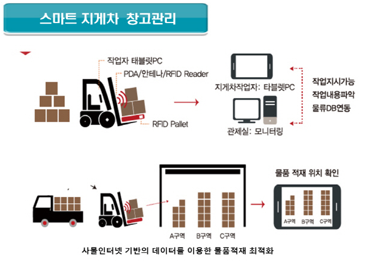 스마트 지게차 창고관리
작업자 태블릿PC
PDA/안테나/RFID Reader
RFID Pallet
지게차작업자: 태블릿PC
관제실: 모니터링
작업지시가능
작업내용파악
물류DB연동
물품 적재 위치 확인
A구역 B구역 C구역
A구역 B구역 C구역
사물인터넷 기반의 데이터를 이용한 물품적재 최적화